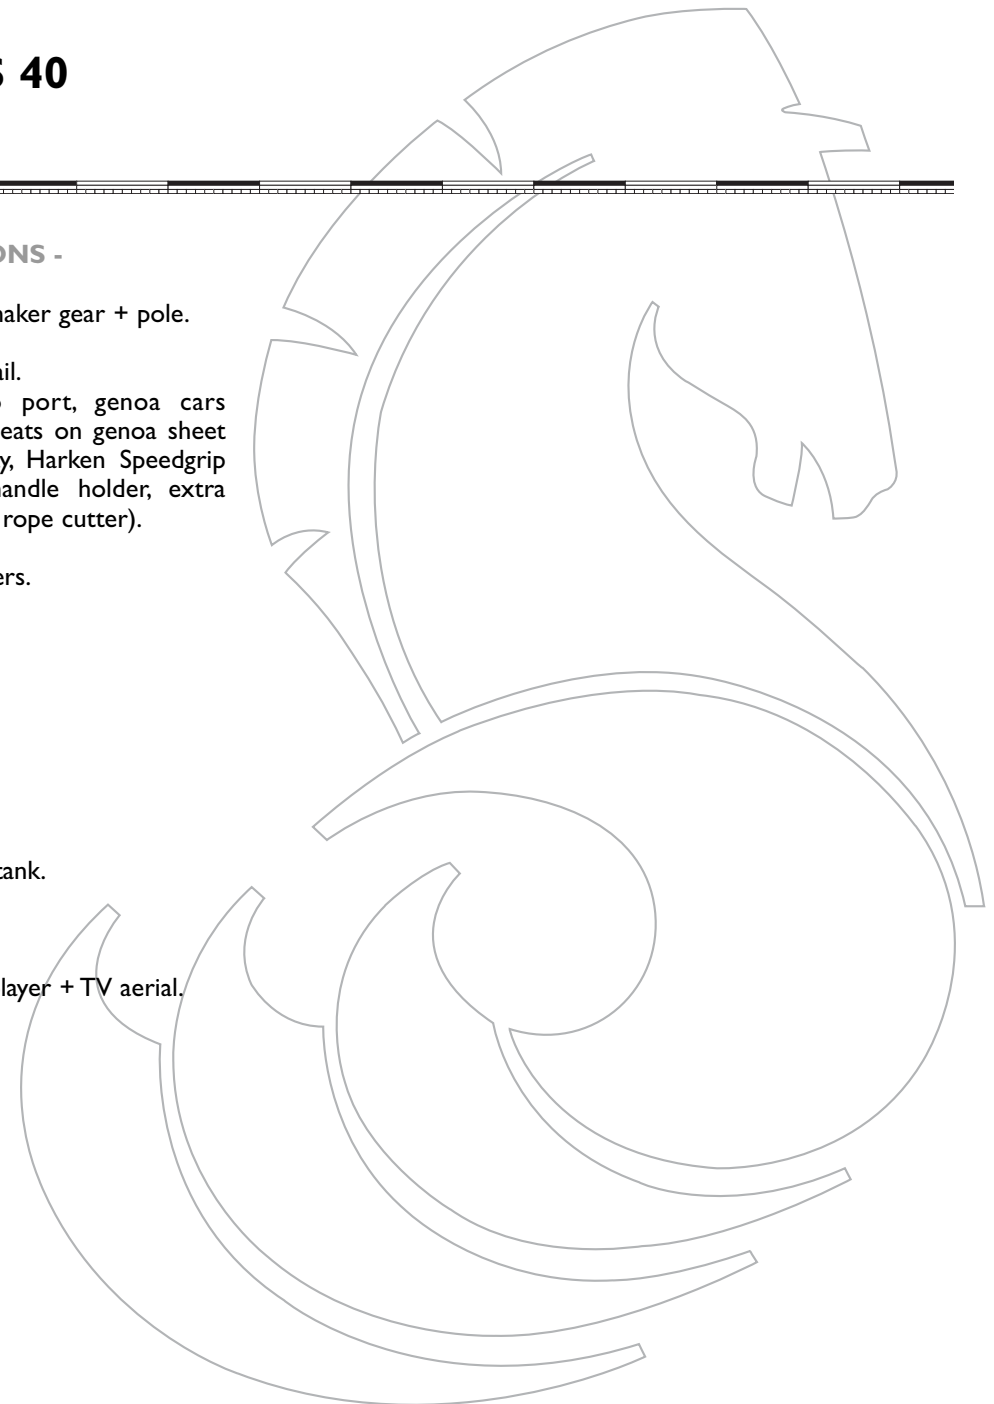 S 40
ONS -
naker gear + pole.
ail.
port, genoa cars
eats on genoa sheet
y, Harken Speedgrip
handle holder, extra
rope cutter).
ers.
tank.
layer + TV aerial.